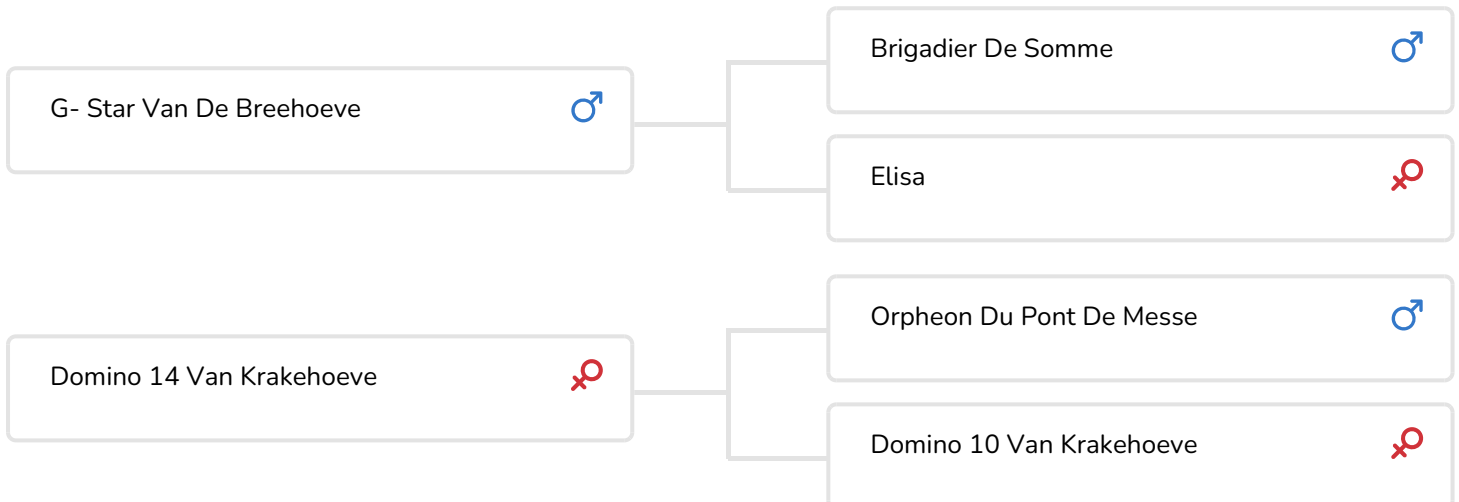 Brigadier De Somme
G- Star Van De Breehoeve
Elisa
Orpheon Du Pont De Messe
Domino 14 Van Krakehoeve
Domino 10 Van Krakehoeve